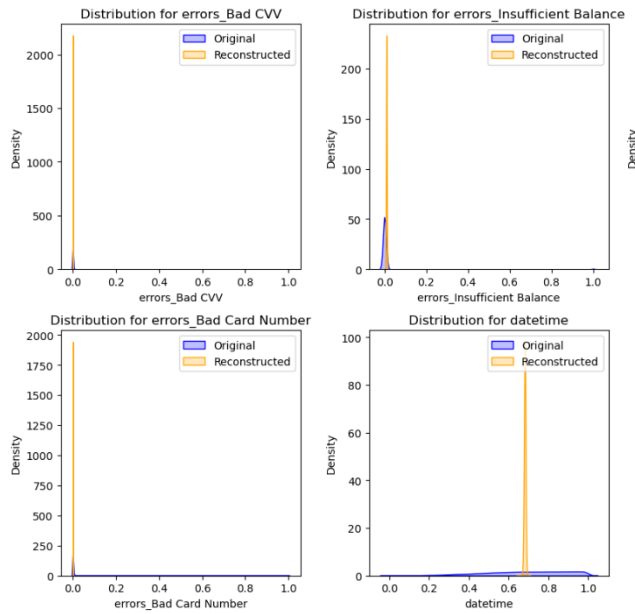 Distribution for errors_Bad CVV
Original
Reconstructed
2000
1500
1000
500
0
Density
0.0 0.2 0.4 0.6 0.8 1.0
errors_Bad CVV
Distribution for errors_Insufficient Balance
Original
Reconstructed
200
150
100
50
0
Density
0.0 0.2 0.4 0.6 0.8 1.0
errors_Insufficient Balance
Density
Distribution for errors_Bad Card Number
Original
Reconstructed
2000
1750
1500
1250
1000
750
500
250
0
Density
0.0 0.2 0.4 0.6 0.8 1.0
errors_Bad Card Number
Distribution for datetime
Original
Reconstructed
100
80
60
40
20
0
Density
0.0 0.2 0.4 0.6 0.8 1.0
datetime